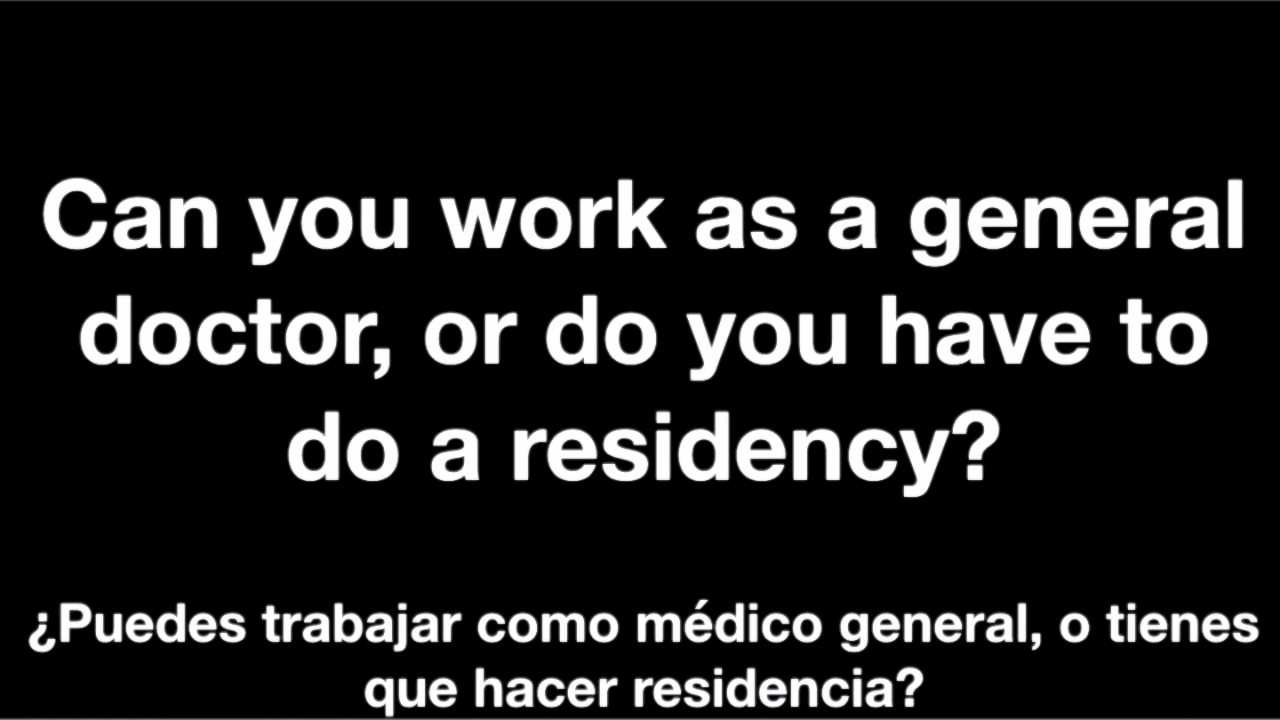 Can you work as a general
doctor, or do you have to
do a residency?
¿Puedes trabajar como médico general, o tienes
que hacer residencia?